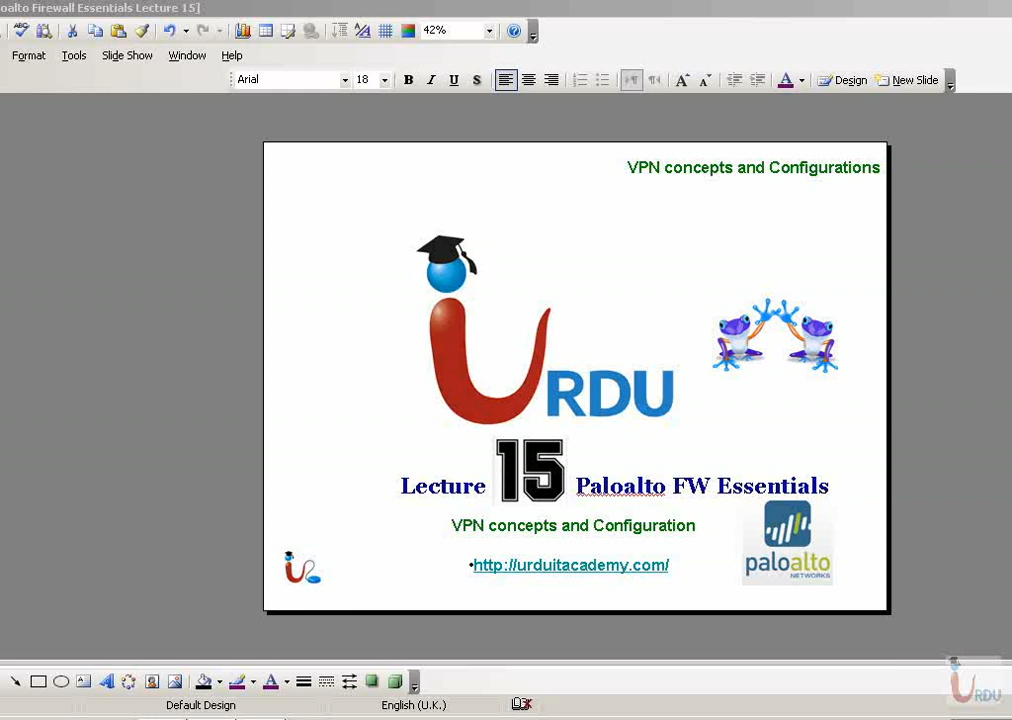 oalto Firewall Essentials Lecture 15]
ABC 42% ?
Format Tools Slide Show Window Help
Arial 18 B I U S A A A Design New Slide
VPN concepts and Configurations
URDU
Lecture 15 Paloalto FW Essentials
VPN concepts and Configuration
•http://urduitacademy.com/
paloalto
NETWORKS
A A
URDU
Default Design English (U.K.)